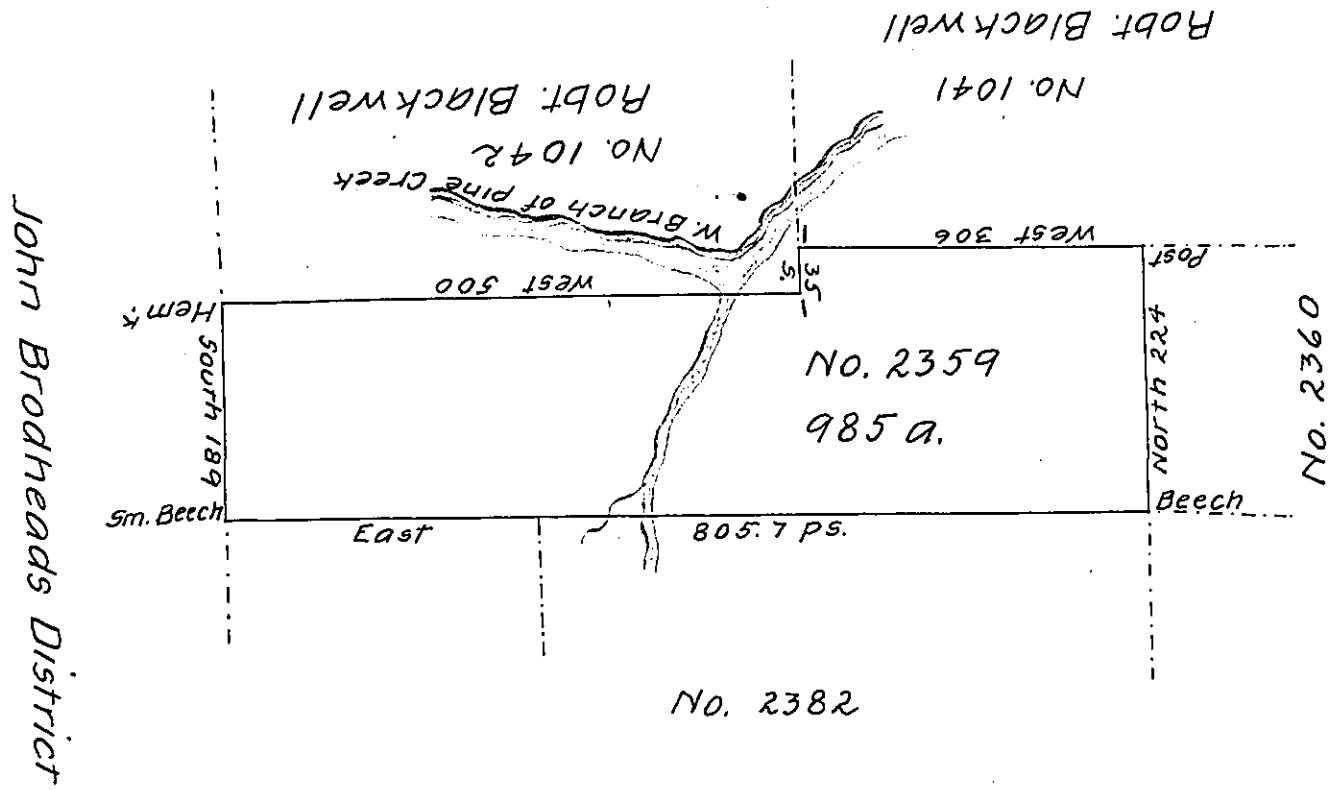 Robt. Blackwell
No. 1041
Robt. Blackwell
No. 1042
W. Branch of Pine Creek
West 306
Post
35
S.
West 500
Hem.k
South 189
No. 2359
985 a.
North 224
No. 2360
Sm. Beech
East
805.7 ps.
Beech
No. 2382
John Brodheads District